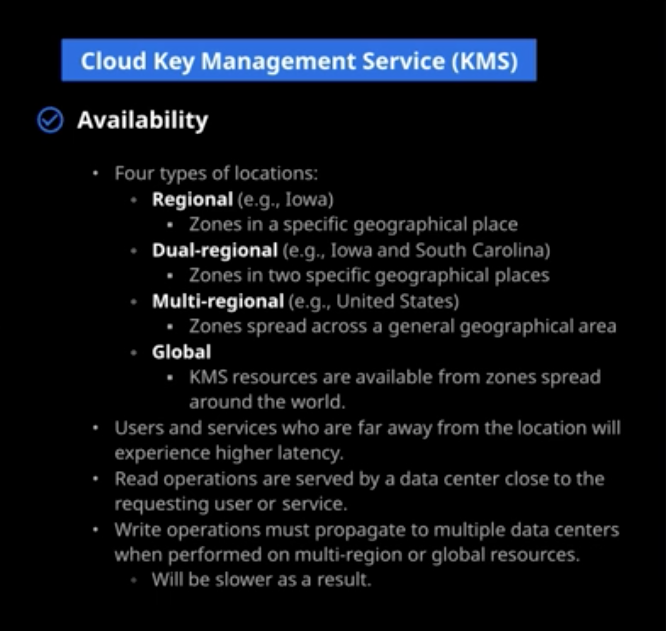 Cloud Key Management Service (KMS)
Availability
• Four types of locations:
• Regional (e.g., Iowa)
▪ Zones in a specific geographical place
• Dual-regional (e.g., Iowa and South Carolina)
▪ Zones in two specific geographical places
• Multi-regional (e.g., United States)
▪ Zones spread across a general geographical area
• Global
▪ KMS resources are available from zones spread
around the world.
• Users and services who are far away from the location will
experience higher latency.
• Read operations are served by a data center close to the
requesting user or service.
• Write operations must propagate to multiple data centers
when performed on multi-region or global resources.
• Will be slower as a result.